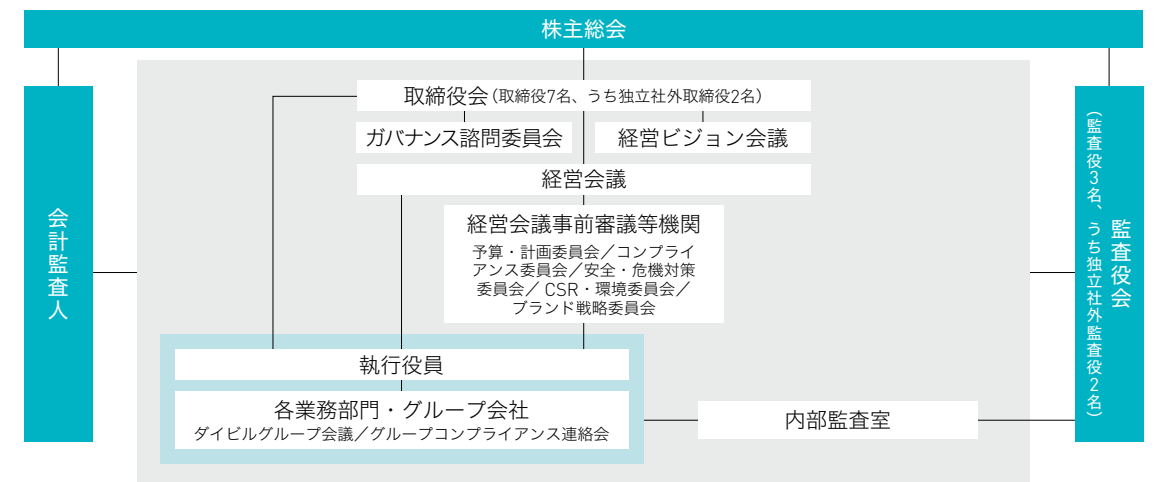 株主総会
取締役会(取締役7名、うち独立社外取締役2名)
ガバナンス諮問委員会
経営ビジョン会議
経営会議
経営会議事前審議等機関
予算・計画委員会／コンプライ
アンス委員会／安全・危機対策
委員会／CSR・環境委員会／
ブランド戦略委員会
執行役員
各業務部門・グループ会社
ダイビルグループ会議／グループコンプライアンス連絡会
内部監査室
会計監査人
監査役会
(監査役3名、うち独立社外監査役2名)